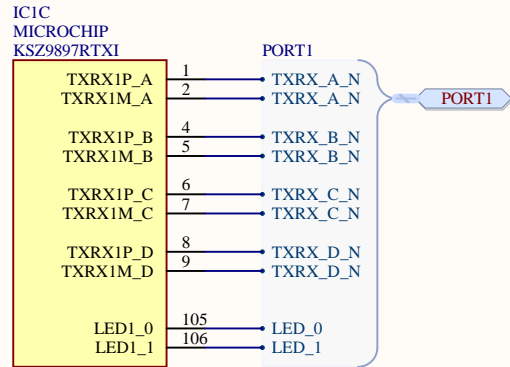 IC1C
MICROCHIP
KSZ9897RTXI PORT1
TXRX1P_A 1 TXRX_A_N PORT1
TXRX1M_A 2 TXRX_A_N
TXRX1P_B 4 TXRX_B_N
TXRX1M_B 5 TXRX_B_N
TXRX1P_C 6 TXRX_C_N
TXRX1M_C 7 TXRX_C_N
TXRX1P_D 8 TXRX_D_N
TXRX1M_D 9 TXRX_D_N
LED1_0 105 LED_0
LED1_1 106 LED_1